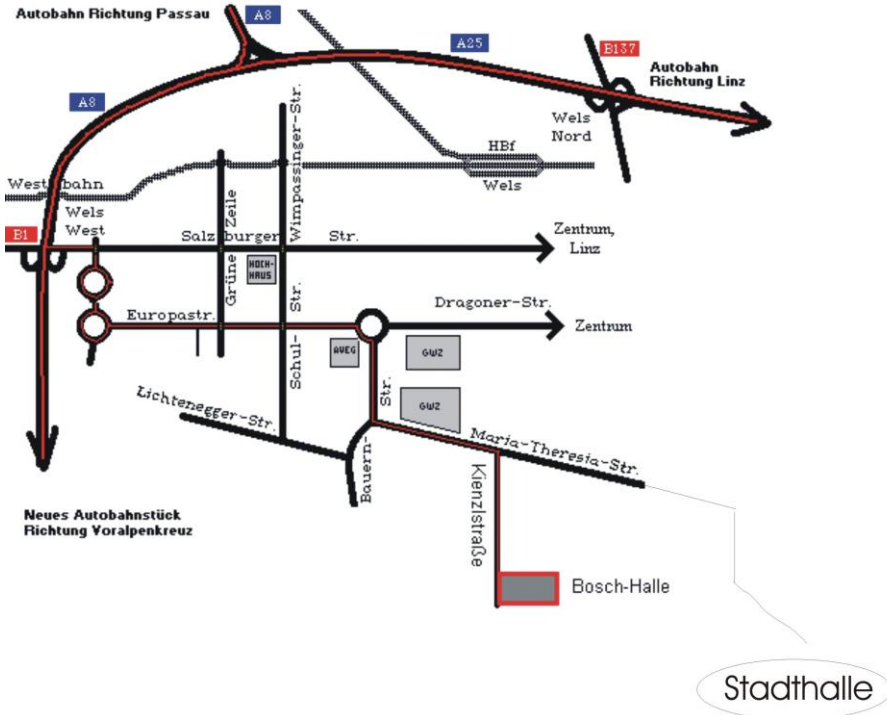 Autobahn Richtung Passau
A8
A25
B137
Autobahn
Richtung Linz
A8
Wels
Nord
HBf
Wels
Westbahn
Wels
West
B1
Grüne Zeile
Wimpassinger-Str.
Salzburger Str.
Zentrum,
Linz
HOCH-
HAUS
Europastr.
Dragoner-Str.
Zentrum
Schul-Str.
AVEG
GWZ
GWZ
Lichtenegger-Str.
Bauern-Str.
Maria-Theresia-Str.
Kienzlstraße
Neues Autobahnstück
Richtung Voralpenkreuz
Bosch-Halle
Stadthalle